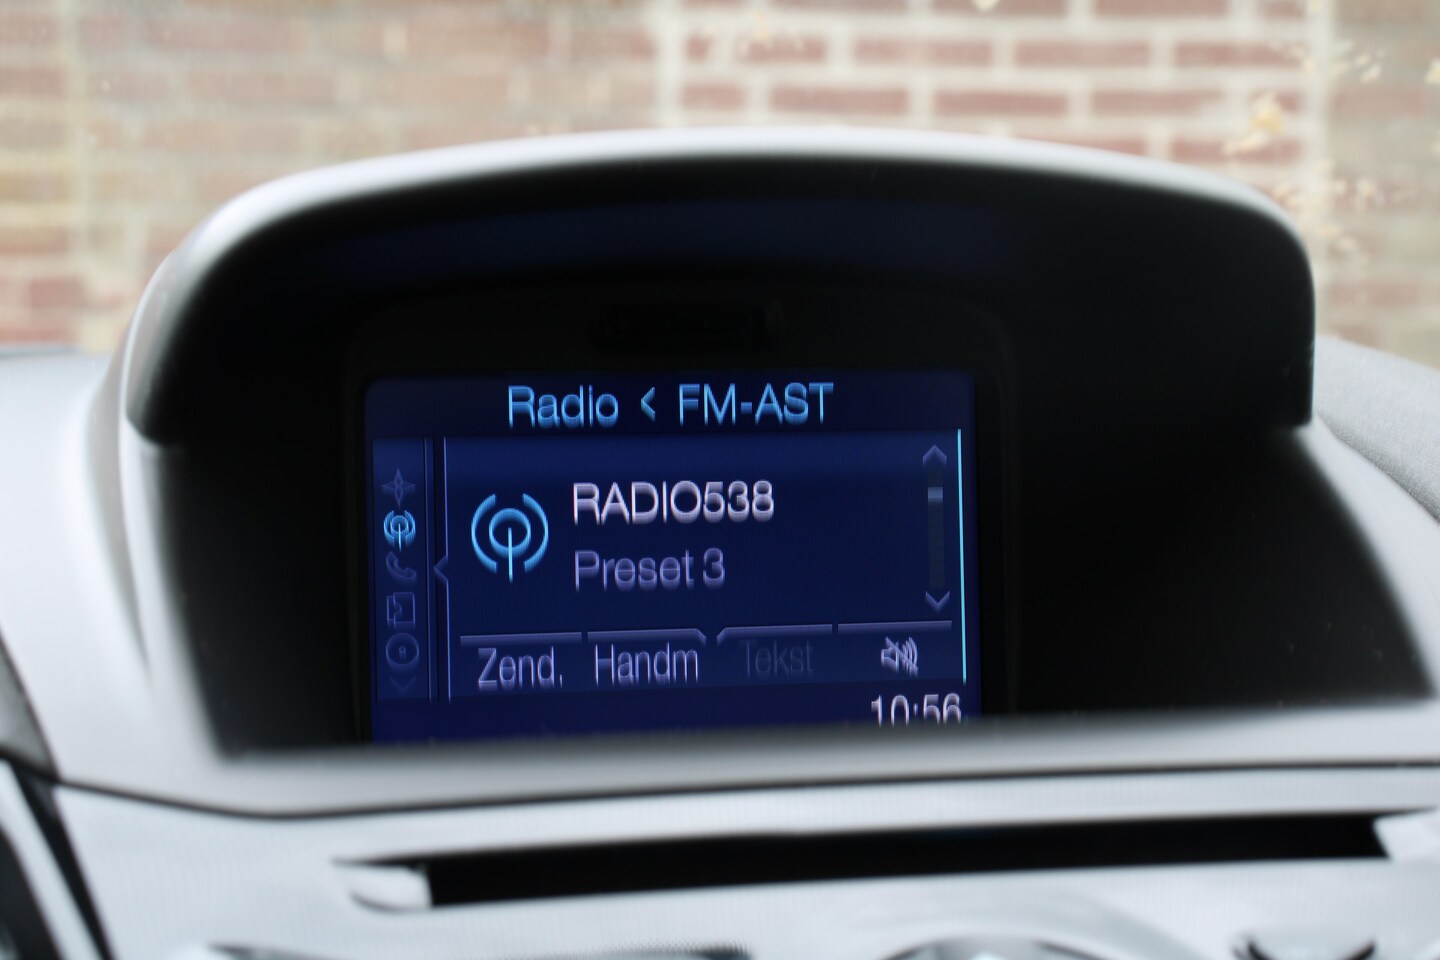 Radio < FM-AST
RADIO538
Preset 3
Zend. Handm Tekst
10:56